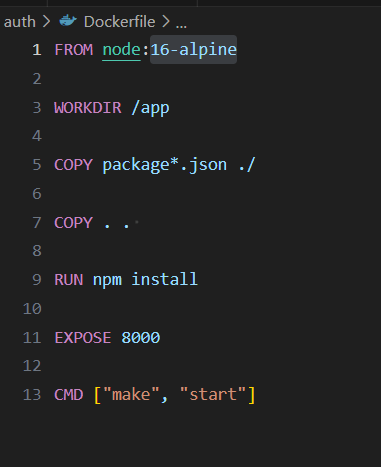 auth > Dockerfile > ...
1 FROM node:16-alpine
2
3 WORKDIR /app
4
5 COPY package*.json ./
6
7 COPY . .
8
9 RUN npm install
10
11 EXPOSE 8000
12
13 CMD ["make", "start"]